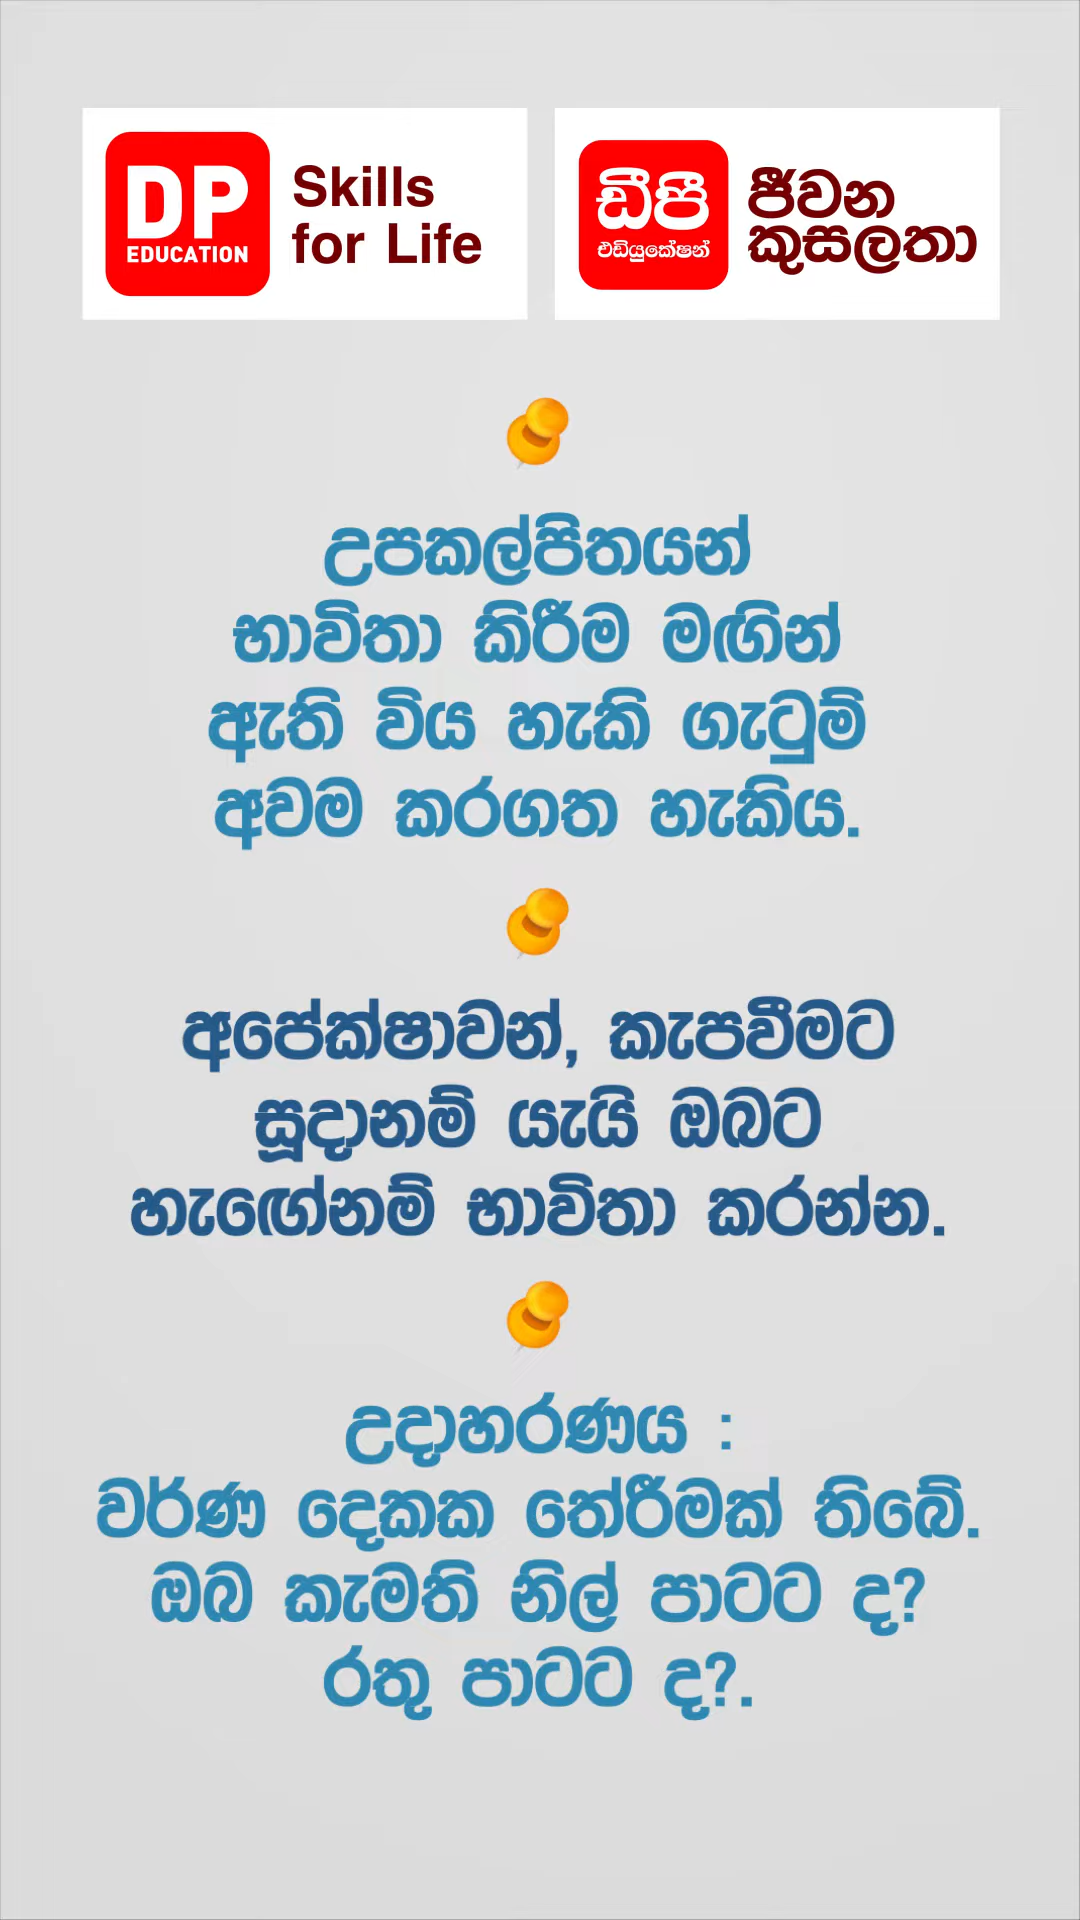 DP
EDUCATION
Skills
for Life
ඩීපී
එඩියුකේෂන්
ජීවන
කුසලතා
උපකල්පිතයන්
භාවිතා කිරීම මඟින්
ඇති විය හැකි ගැටුම්
අවම කරගත හැකිය.
අපේක්ෂාවන්, කැපවීමට
සූදානම් යැයි ඔබට
හැඟේනම් භාවිතා කරන්න.
උදාහරණය :
වර්ණ දෙකක තේරීමක් තිබේ.
ඔබ කැමති නිල් පාටට ද?
රතු පාටට ද?.